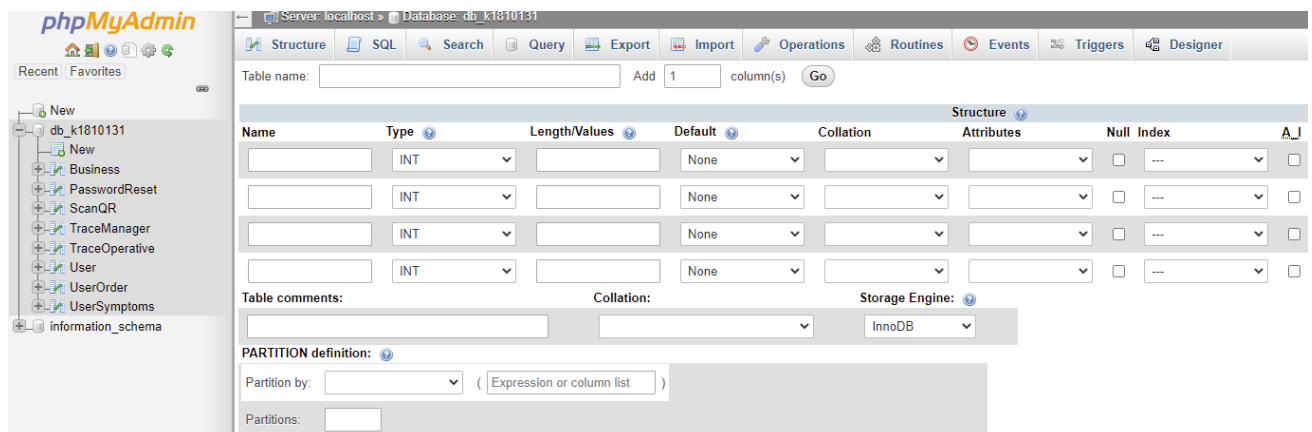 phpMyAdmin
Recent Favorites
New
db_k1810131
New
Business
PasswordReset
ScanQR
TraceManager
TraceOperative
User
UserOrder
UserSymptoms
information_schema
Server: localhost » Database: db_k1810131
Structure SQL Search Query Export Import Operations Routines Events Triggers Designer
Table name: Add 1 column(s) Go
Structure
Name Type Length/Values Default Collation Attributes Null Index A_I
INT None ---
INT None ---
INT None ---
INT None ---
Table comments: Collation: Storage Engine:
InnoDB
PARTITION definition:
Partition by: ( Expression or column list )
Partitions: